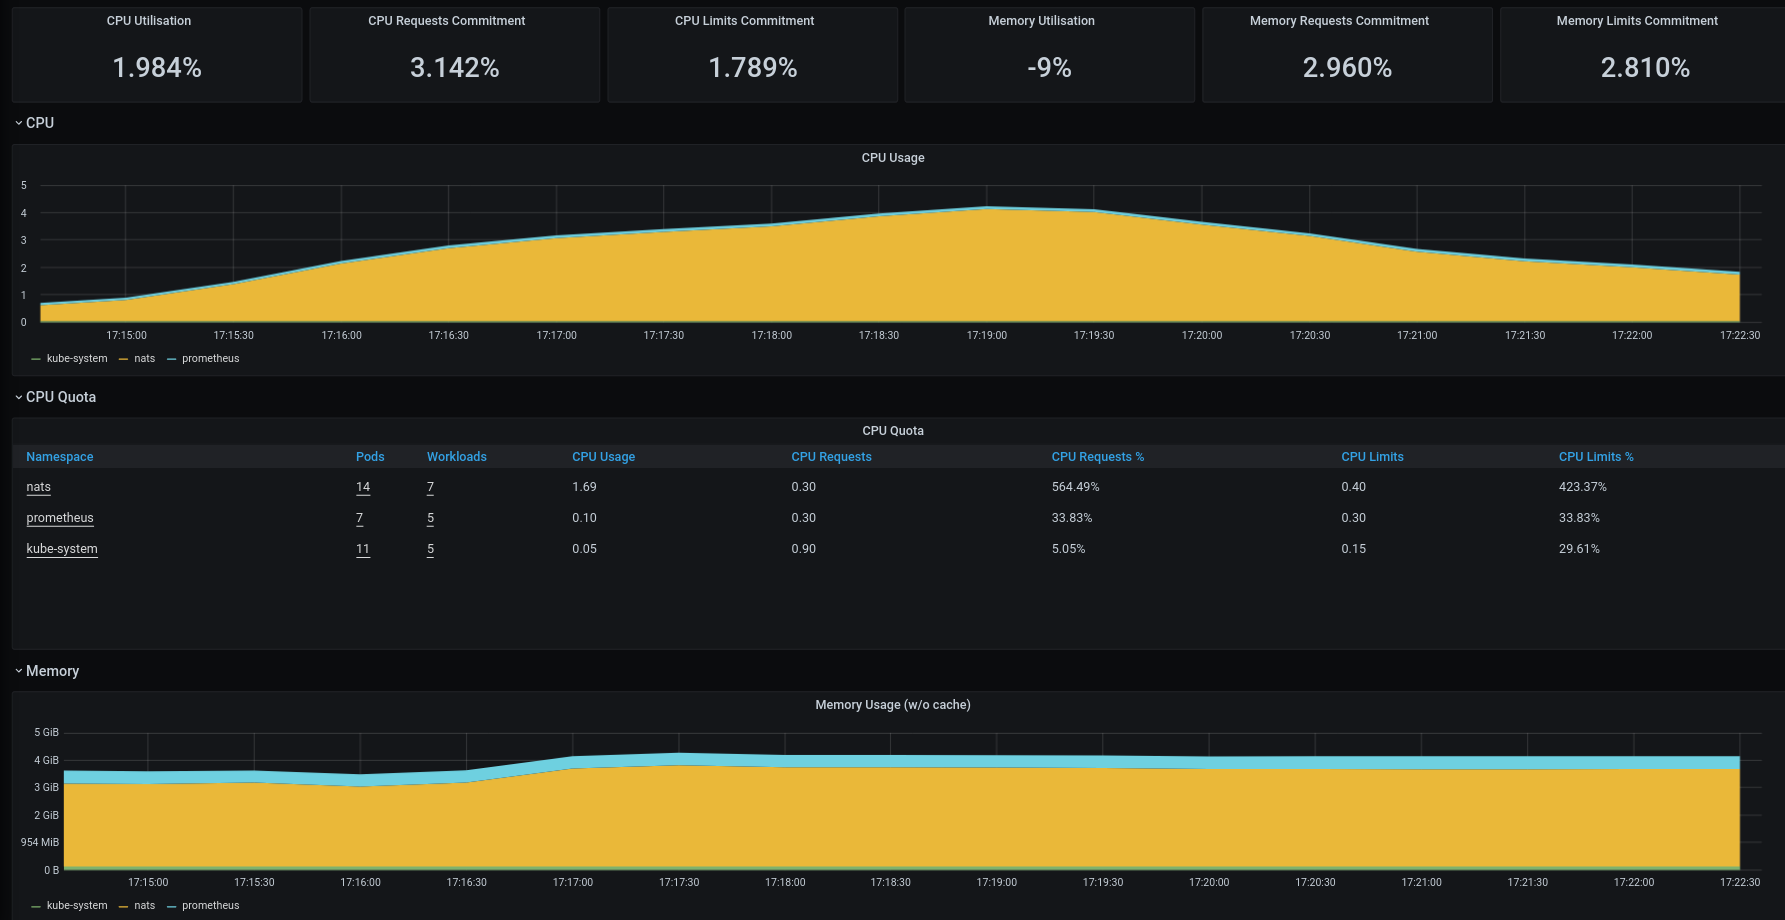 CPU Utilisation CPU Requests Commitment CPU Limits Commitment Memory Utilisation Memory Requests Commitment Memory Limits Commitment
1.984% 3.142% 1.789% -9% 2.960% 2.810%
CPU
CPU Usage
5
4
3
2
1
0
17:15:00 17:15:30 17:16:00 17:16:30 17:17:00 17:17:30 17:18:00 17:18:30 17:19:00 17:19:30 17:20:00 17:20:30 17:21:00 17:21:30 17:22:00 17:22:30
kube-system nats prometheus
CPU Quota
CPU Quota
Namespace Pods Workloads CPU Usage CPU Requests CPU Requests % CPU Limits CPU Limits %
nats 14 7 1.69 0.30 564.49% 0.40 423.37%
prometheus 7 5 0.10 0.30 33.83% 0.30 33.83%
kube-system 11 5 0.05 0.90 5.05% 0.15 29.61%
Memory
Memory Usage (w/o cache)
5 GiB
4 GiB
3 GiB
2 GiB
954 MiB
0 B
17:15:00 17:15:30 17:16:00 17:16:30 17:17:00 17:17:30 17:18:00 17:18:30 17:19:00 17:19:30 17:20:00 17:20:30 17:21:00 17:21:30 17:22:00 17:22:30
kube-system nats prometheus